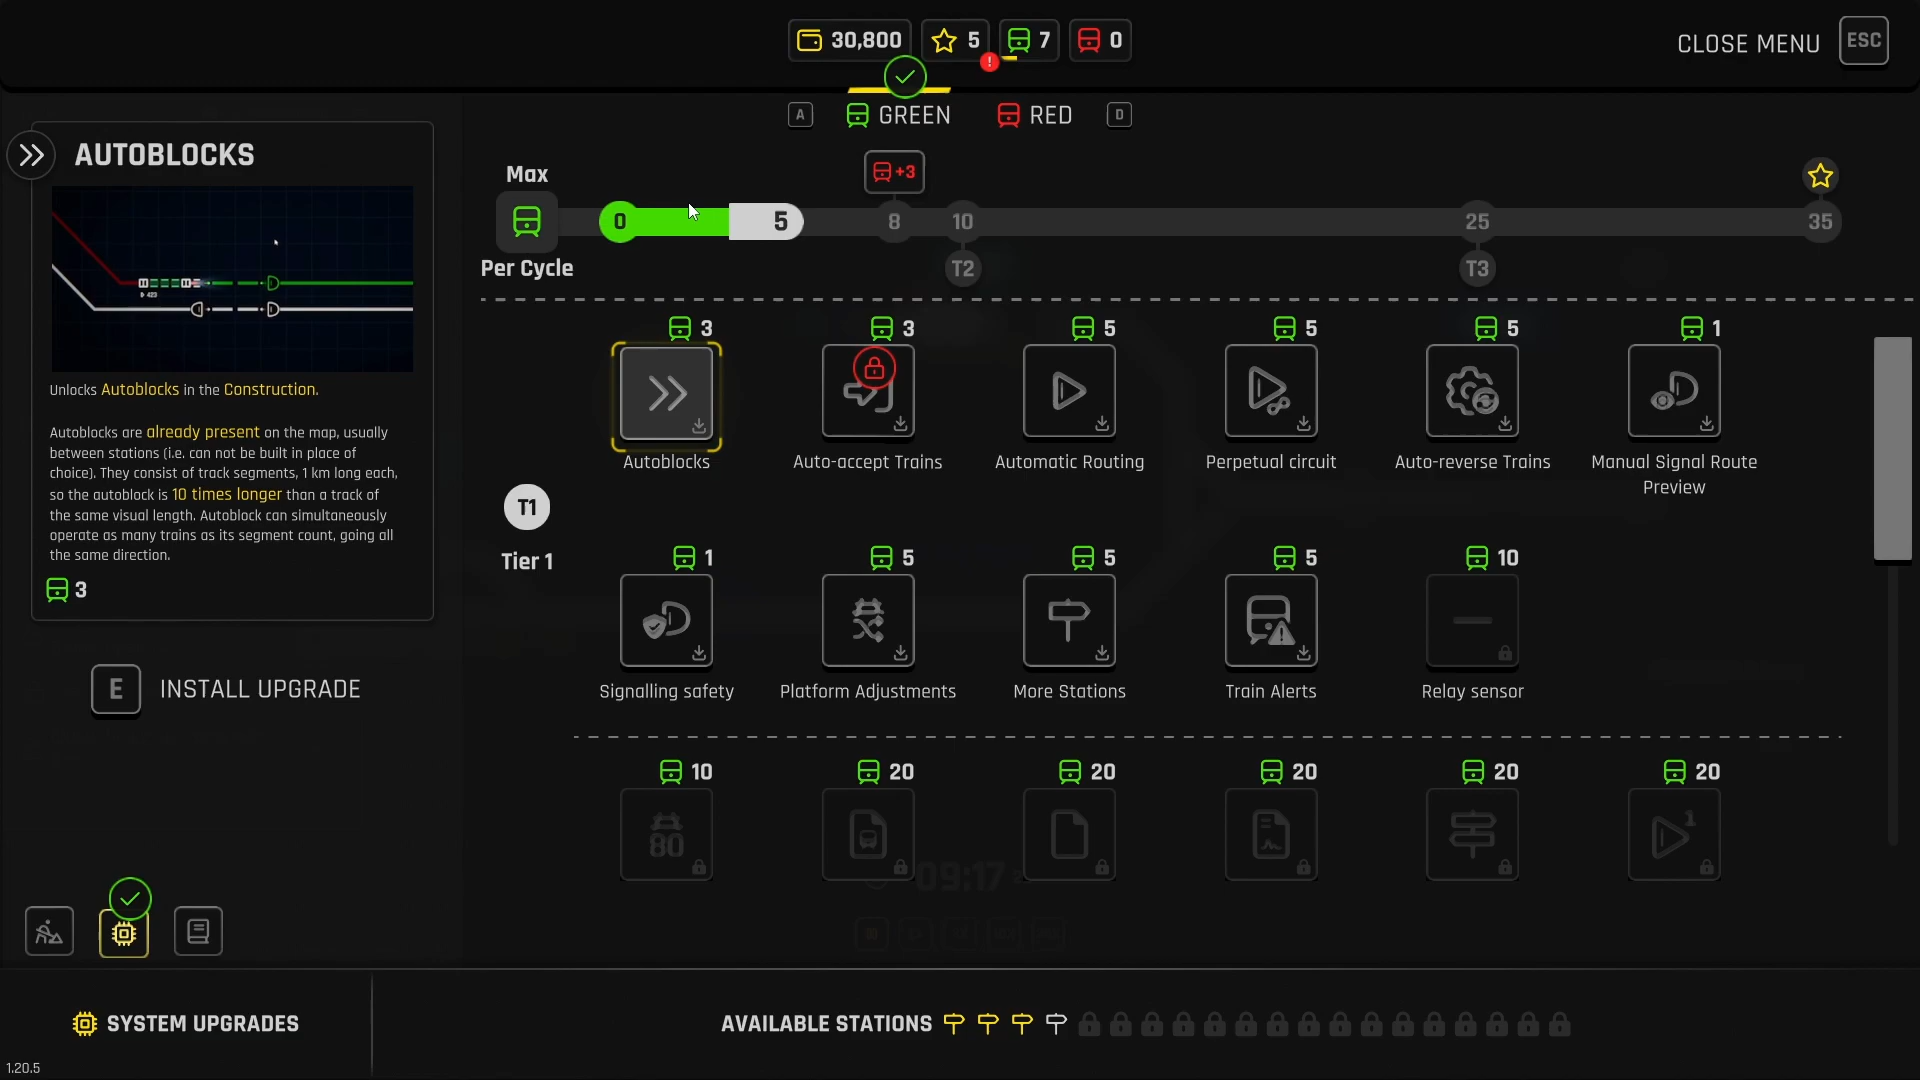 30,800
5
!
7
0
CLOSE MENU
ESC
A
GREEN
RED
D
AUTOBLOCKS
Max
+3
0
5
8
10
25
35
Per Cycle
T2
T3
423
Unlocks Autoblocks in the Construction.
Autoblocks are already present on the map, usually
between stations (i.e. can not be built in place of
choice). They consist of track segments, 1 km long each,
so the autoblock is 10 times longer than a track of
the same visual length. Autoblock can simultaneously
operate as many trains as its segment count, going all
the same direction.
3
E
INSTALL UPGRADE
3
3
5
5
5
1
Autoblocks
Auto-accept Trains
Automatic Routing
Perpetual circuit
Auto-reverse Trains
Manual Signal Route
Preview
T1
Tier 1
1
5
5
5
10
Signalling safety
Platform Adjustments
More Stations
Train Alerts
Relay sensor
10
20
20
20
20
20
80
1
09:17
SYSTEM UPGRADES
AVAILABLE STATIONS
1.20.5